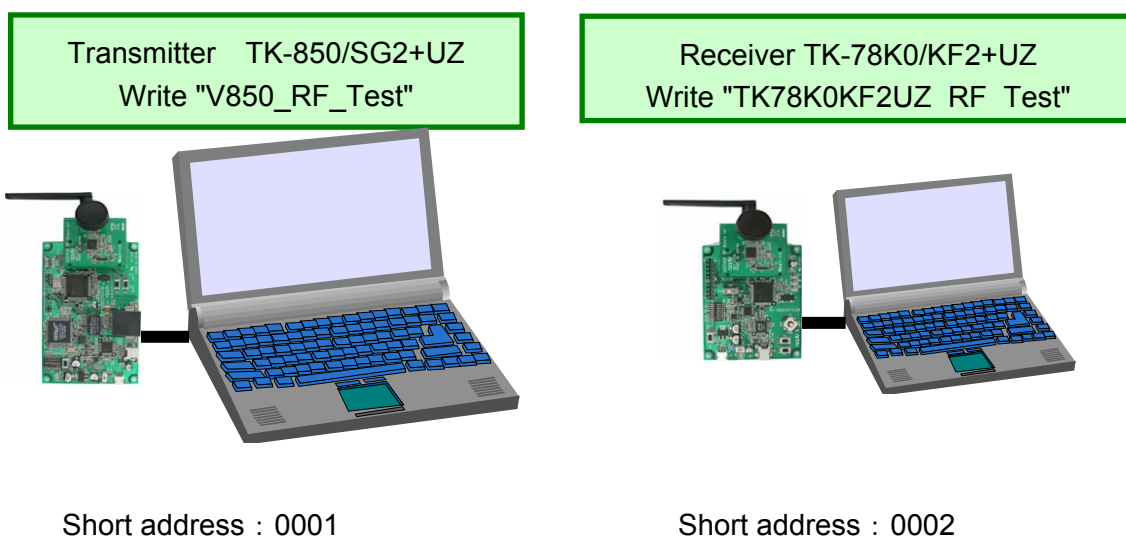 Transmitter TK-850/SG2+UZ
Write "V850_RF_Test"
Receiver TK-78K0/KF2+UZ
Write "TK78K0KF2UZ RF Test"
Short address : 0001
Short address : 0002